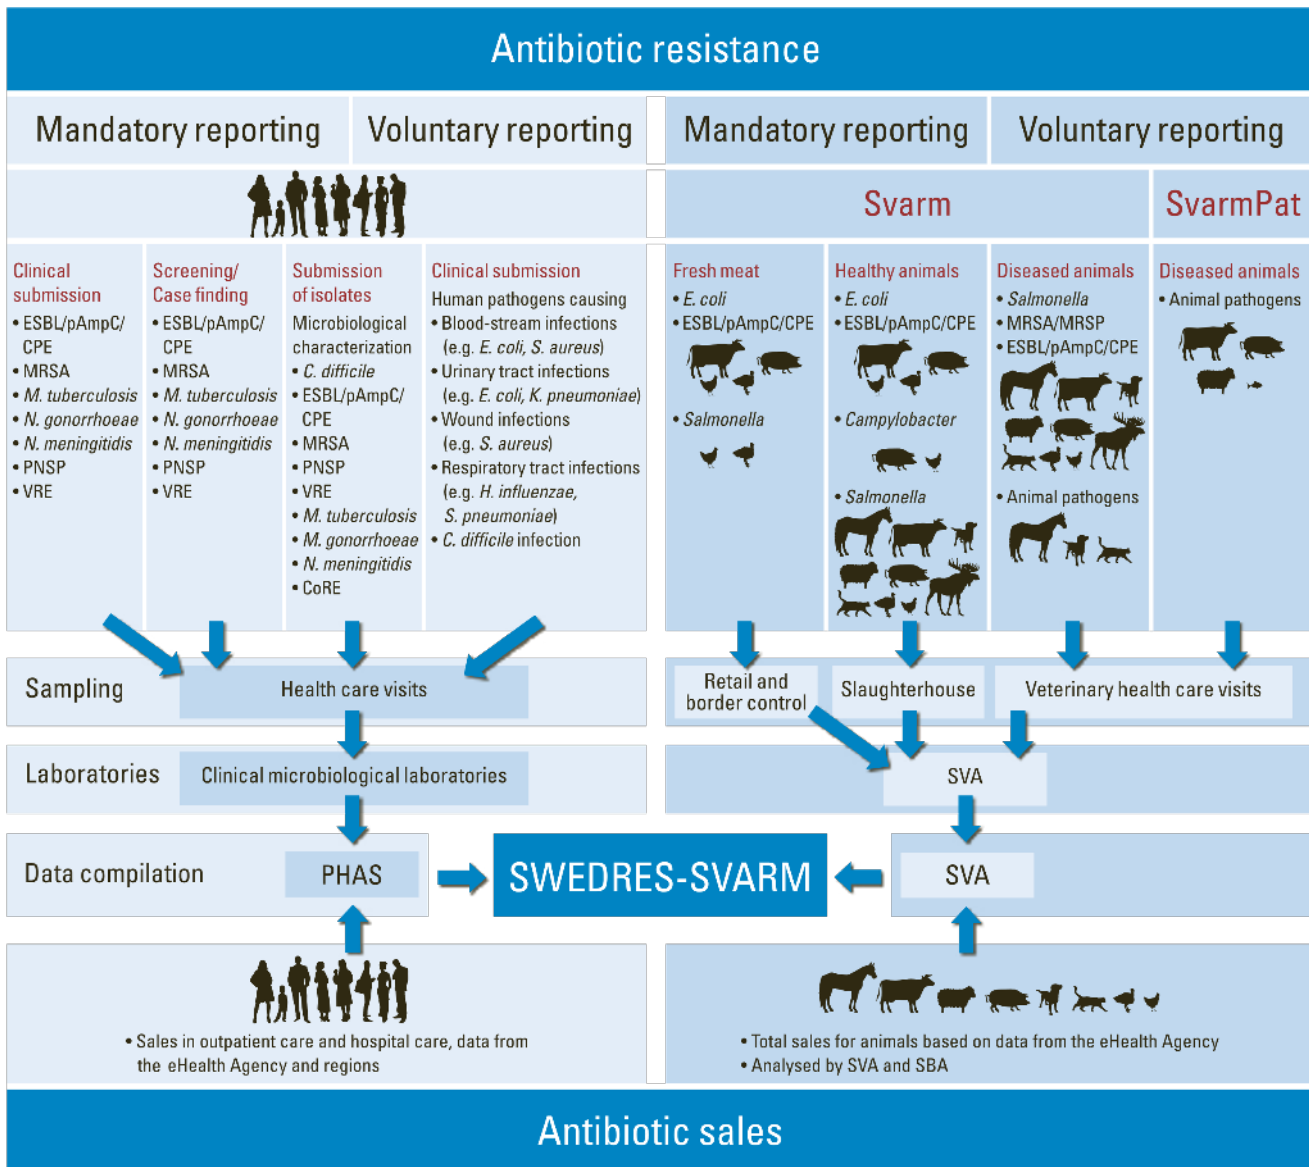 Antibiotic resistance
Mandatory reporting
Voluntary reporting
Mandatory reporting
Voluntary reporting
Svarm
SvarmPat
Clinical
submission
• ESBL/pAmpC/
CPE
• MRSA
• M. tuberculosis
• N. gonorrhoeae
• N. meningitidis
• PNSP
• VRE
Screening/
Case finding
• ESBL/pAmpC/
CPE
• MRSA
• M. tuberculosis
• N. gonorrhoeae
• N. meningitidis
• PNSP
• VRE
Submission
of isolates
Microbiological
characterization
• C. difficile
• ESBL/pAmpC/
CPE
• MRSA
• PNSP
• VRE
• M. tuberculosis
• M. gonorrhoeae
• N. meningitidis
• CoRE
Clinical submission
Human pathogens causing
• Blood-stream infections
(e.g. E. coli, S. aureus)
• Urinary tract infections
(e.g. E. coli, K. pneumoniae)
• Wound infections
(e.g. S. aureus)
• Respiratory tract infections
(e.g. H. influenzae,
S. pneumoniae)
• C. difficile infection
Fresh meat
• E. coli
• ESBL/pAmpC/CPE
• Salmonella
Healthy animals
• E. coli
• ESBL/pAmpC/CPE
• Campylobacter
• Salmonella
Diseased animals
• Salmonella
• MRSA/MRSP
• ESBL/pAmpC/CPE
• Animal pathogens
Diseased animals
• Animal pathogens
Sampling
Health care visits
Retail and
border control
Slaughterhouse
Veterinary health care visits
Laboratories
Clinical microbiological laboratories
SVA
Data compilation
PHAS
SWEDRES-SVARM
SVA
• Sales in outpatient care and hospital care, data from
the eHealth Agency and regions
• Total sales for animals based on data from the eHealth Agency
• Analysed by SVA and SBA
Antibiotic sales